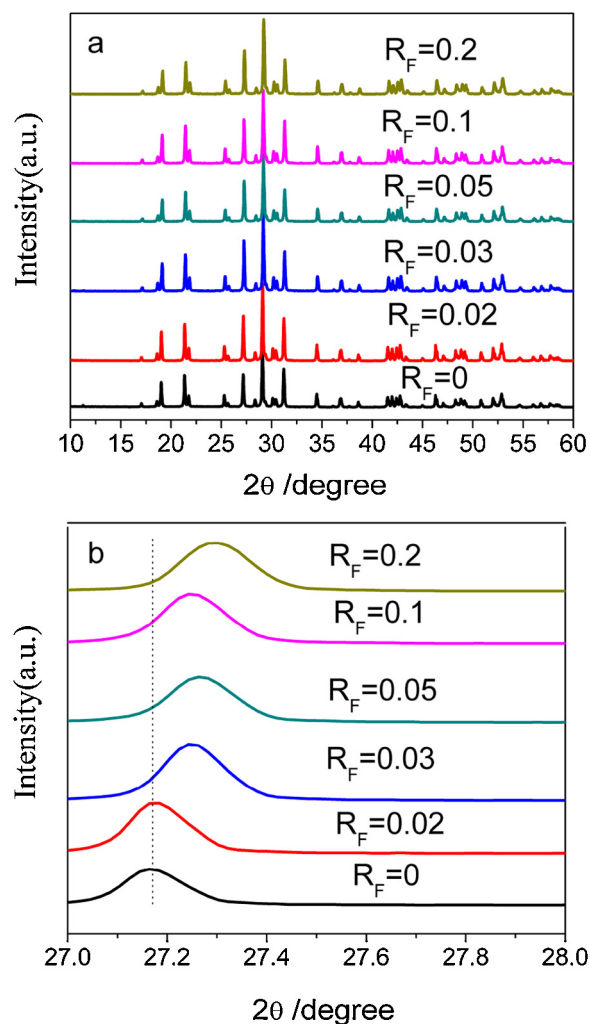 a
R_F=0.2
R_F=0.1
R_F=0.05
R_F=0.03
R_F=0.02
R_F=0
Intensity(a.u.)
10 15 20 25 30 35 40 45 50 55 60
2θ /degree
b
R_F=0.2
R_F=0.1
R_F=0.05
R_F=0.03
R_F=0.02
R_F=0
Intensity(a.u.)
27.0 27.2 27.4 27.6 27.8 28.0
2θ /degree